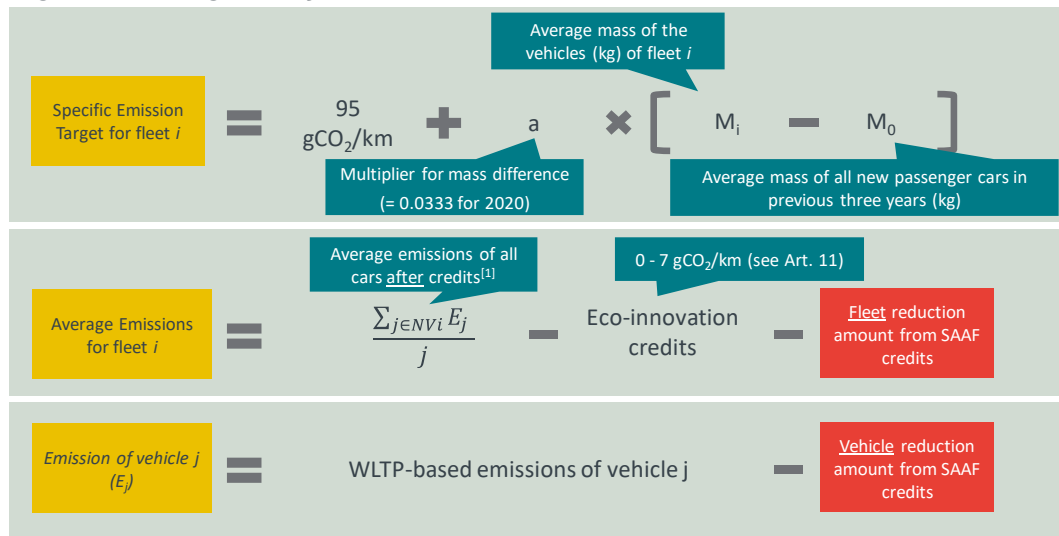 Average mass of the
vehicles (kg) of fleet i
Specific Emission
Target for fleet i
=
95
gCO₂/km
+
a
×
[
Mᵢ
−
M₀
]
Multiplier for mass difference
(= 0.0333 for 2020)
Average mass of all new passenger cars in
previous three years (kg)
Average emissions of all
cars after credits[1]
0 - 7 gCO₂/km (see Art. 11)
Average Emissions
for fleet i
=
∑j∈NVi Ej
j
−
Eco-innovation
credits
−
Fleet reduction
amount from SAAF
credits
Emission of vehicle j
(Ej)
=
WLTP-based emissions of vehicle j
−
Vehicle reduction
amount from SAAF
credits